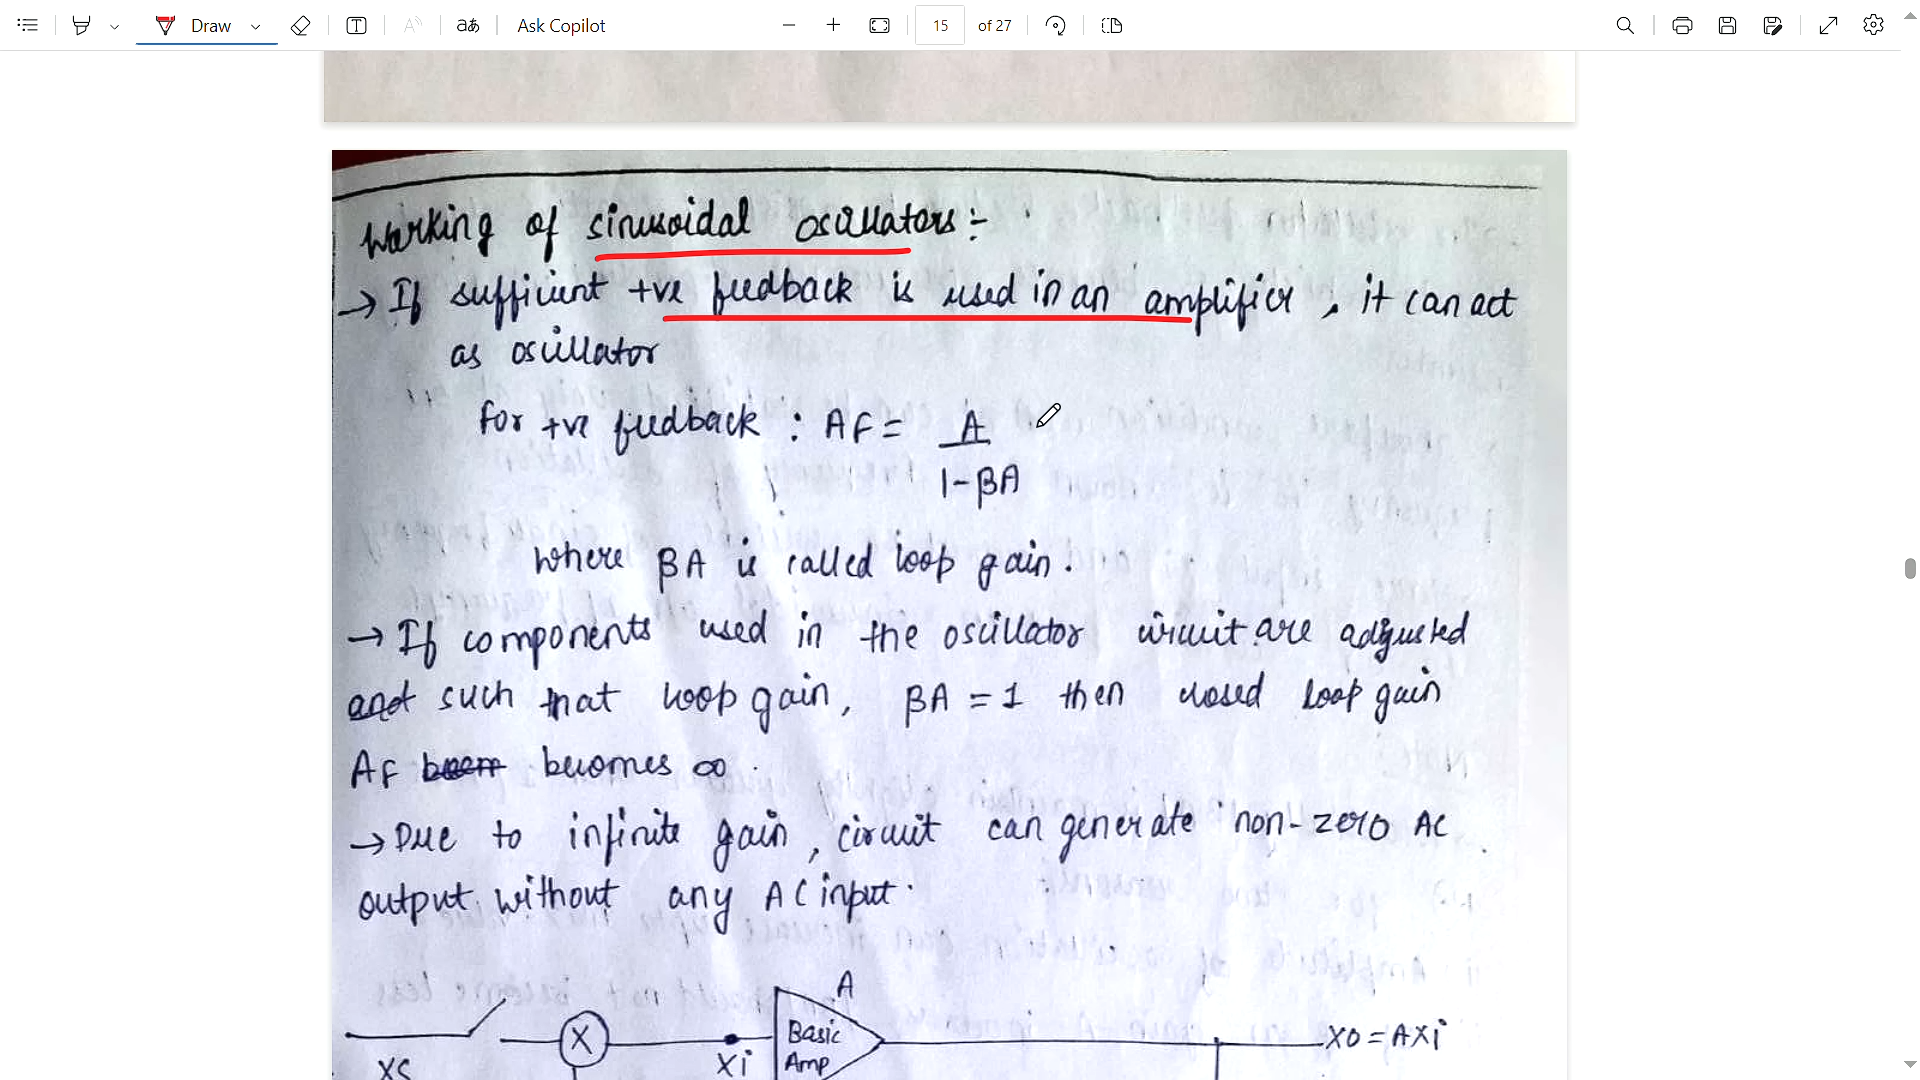 Draw
Ask Copilot
15 of 27
Working of sinusoidal oscillators :-
→ If sufficient +ve feedback is used in an amplifier, it can act
as oscillator
for +ve feedback : AF = A
1-βA
where βA is called loop gain.
→ If components used in the oscillator circuit are adjusted
and such that loop gain, βA = 1 then closed loop gain
AF becomes ∞.
→ Due to infinite gain, circuit can generate non-zero AC
output without any AC input.
A
X
Basic
Amp
XS
Xi
XO = AXi